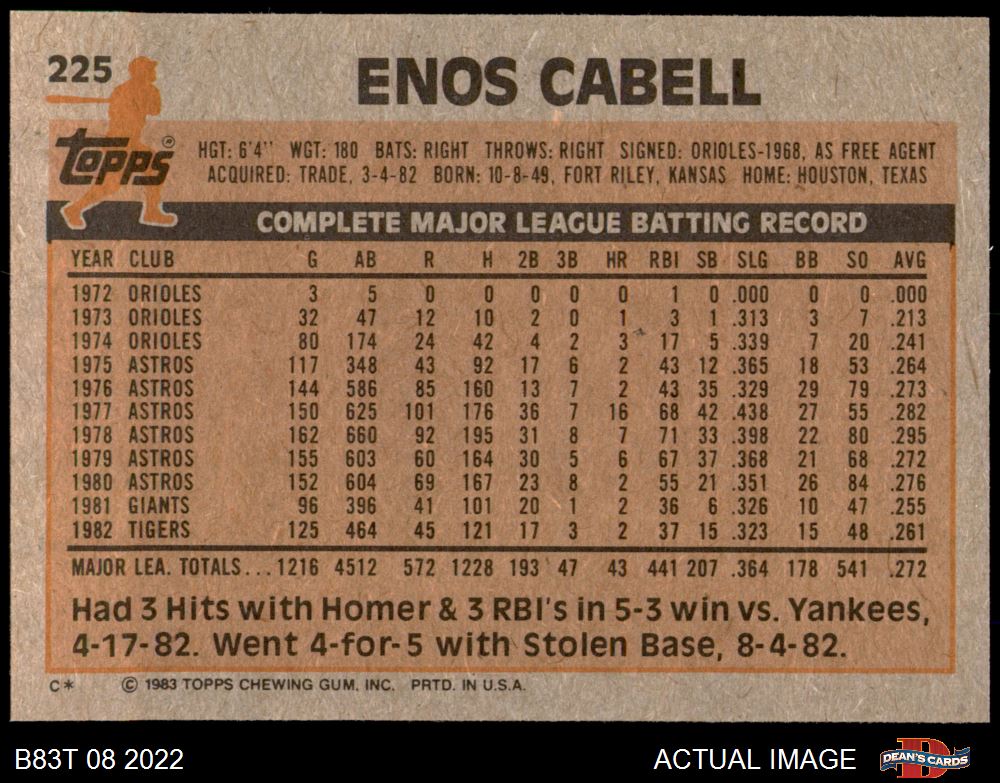 225
ENOS CABELL
Topps®
HGT: 6'4'' WGT: 180 BATS: RIGHT THROWS: RIGHT SIGNED: ORIOLES-1968, AS FREE AGENT
ACQUIRED: TRADE, 3-4-82 BORN: 10-8-49, FORT RILEY, KANSAS HOME: HOUSTON, TEXAS
COMPLETE MAJOR LEAGUE BATTING RECORD
YEAR CLUB G AB R H 2B 3B HR RBI SB SLG BB SO AVG
1972 ORIOLES 3 5 0 0 0 0 0 1 0 .000 0 0 .000
1973 ORIOLES 32 47 12 10 2 0 1 3 1 .313 3 7 .213
1974 ORIOLES 80 174 24 42 4 2 3 17 5 .339 7 20 .241
1975 ASTROS 117 348 43 92 17 6 2 43 12 .365 18 53 .264
1976 ASTROS 144 586 85 160 13 7 2 43 35 .329 29 79 .273
1977 ASTROS 150 625 101 176 36 7 16 68 42 .438 27 55 .282
1978 ASTROS 162 660 92 195 31 8 7 71 33 .398 22 80 .295
1979 ASTROS 155 603 60 164 30 5 6 67 37 .368 21 68 .272
1980 ASTROS 152 604 69 167 23 8 2 55 21 .351 26 84 .276
1981 GIANTS 96 396 41 101 20 1 2 36 6 .326 10 47 .255
1982 TIGERS 125 464 45 121 17 3 2 37 15 .323 15 48 .261
MAJOR LEA. TOTALS... 1216 4512 572 1228 193 47 43 441 207 .364 178 541 .272
Had 3 Hits with Homer & 3 RBI's in 5-3 win vs. Yankees,
4-17-82. Went 4-for-5 with Stolen Base, 8-4-82.
C* © 1983 TOPPS CHEWING GUM, INC. PRTD. IN U.S.A.
B83T 08 2022
ACTUAL IMAGE
DEAN'S CARDS